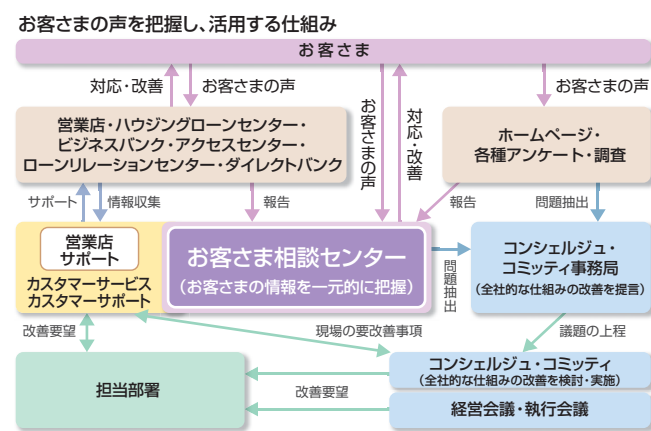 お客さまの声を把握し、活用する仕組み
お客さま
対応・改善
お客さまの声
お客さまの声
対応・改善
お客さまの声
営業店・ハウジングローンセンター・
ビジネスバンク・アクセスセンター・
ローンリレーションセンター・ダイレクトバンク
ホームページ・
各種アンケート・調査
サポート
情報収集
報告
報告
問題抽出
営業店
サポート
カスタマーサービス
カスタマーサポート
お客さま相談センター
(お客さまの情報を一元的に把握)
問題抽出
コンシェルジュ・
コミッティ事務局
(全社的な仕組みの改善を提言)
改善要望
現場の要改善事項
議題の上程
担当部署
コンシェルジュ・コミッティ
(全社的な仕組みの改善を検討・実施)
改善要望
経営会議・執行会議